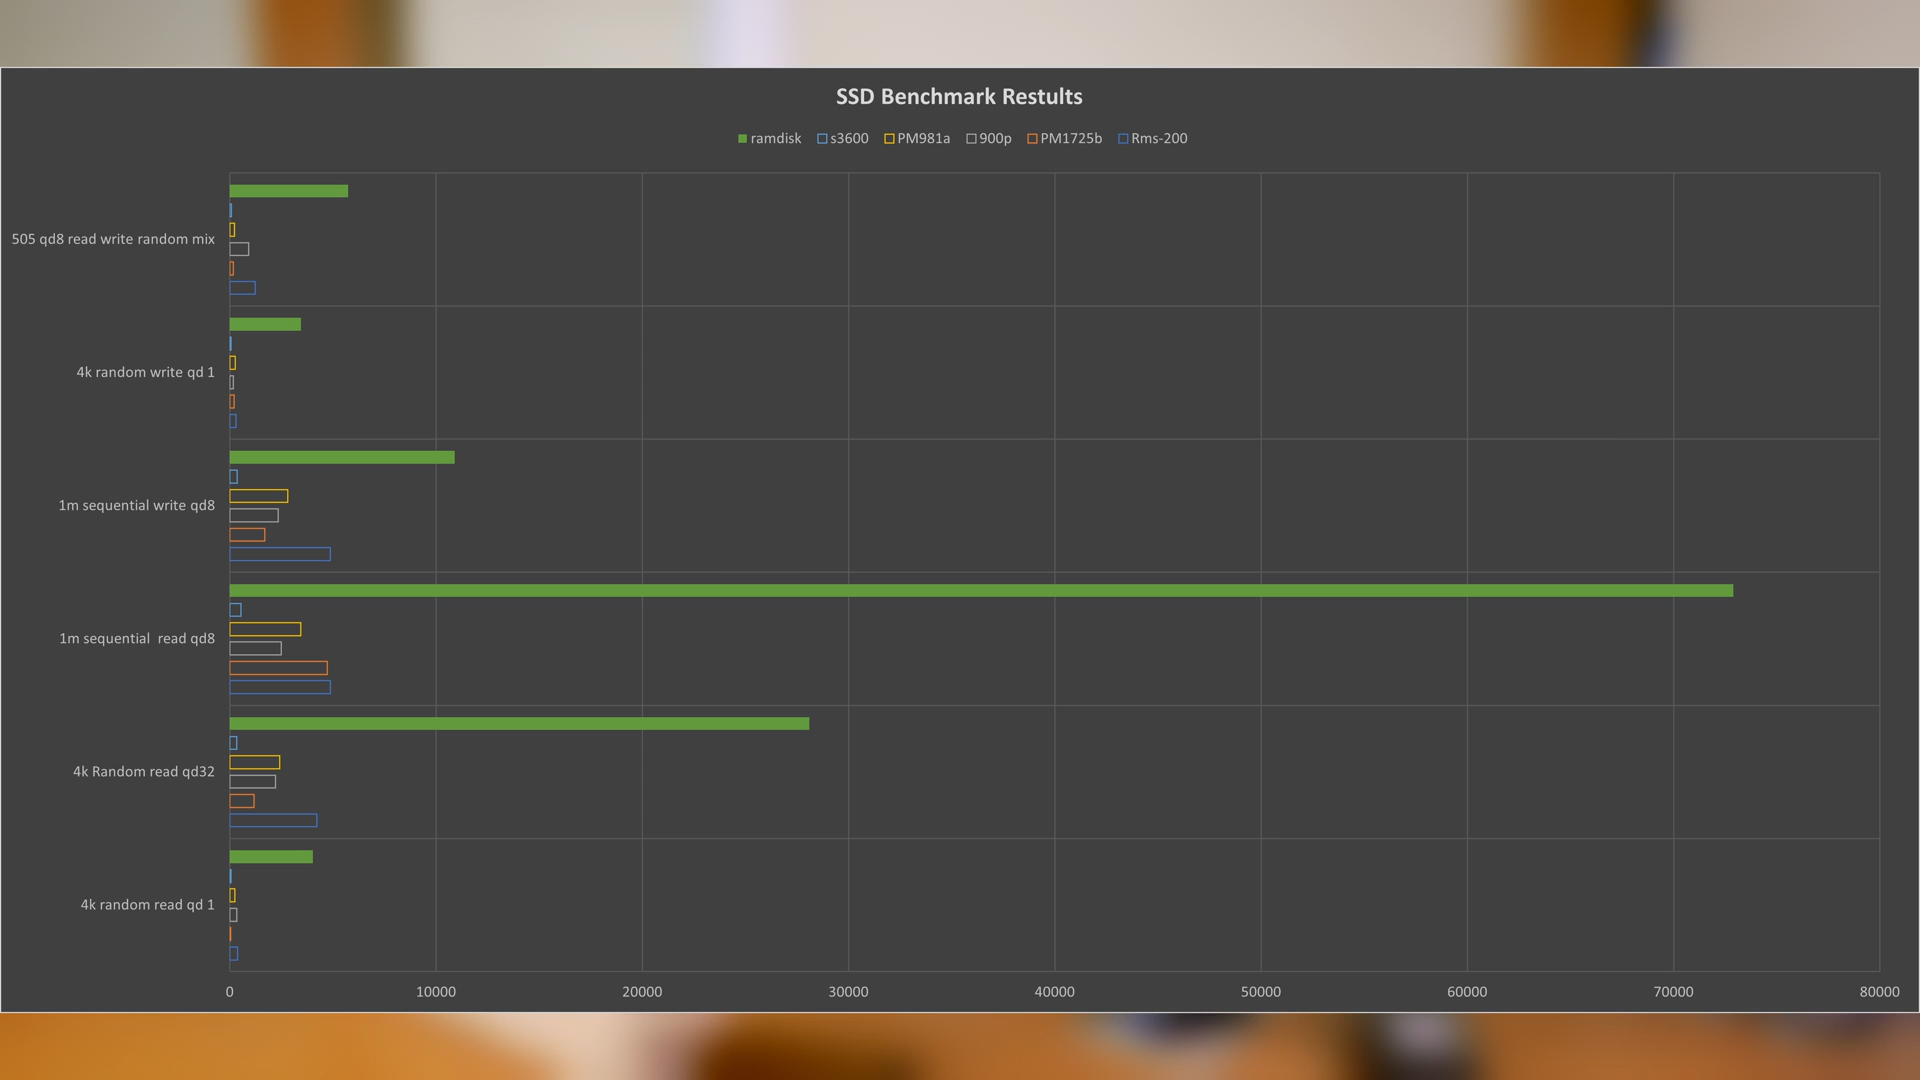 SSD Benchmark Restults
ramdisk s3600 PM981a 900p PM1725b Rms-200
505 qd8 read write random mix
4k random write qd 1
1m sequential write qd8
1m sequential  read qd8
4k Random read qd32
4k random read qd 1
0 10000 20000 30000 40000 50000 60000 70000 80000